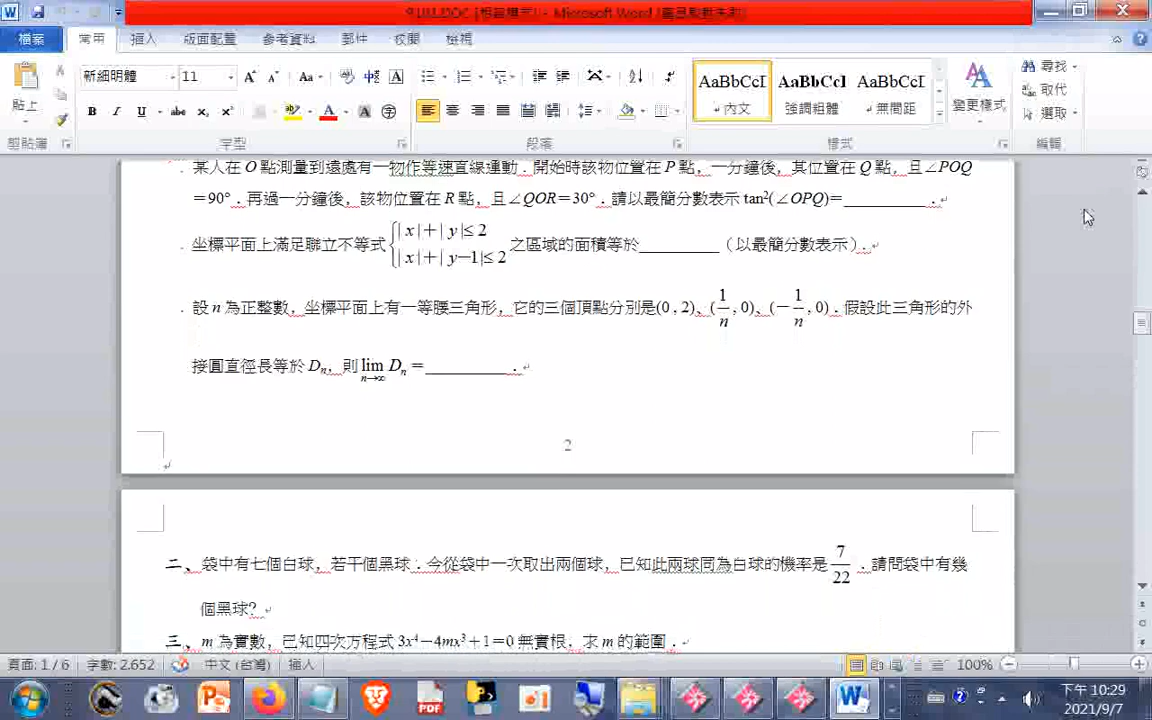 檔案 常用 插入 版面配置 參考資料 郵件 校閱 檢視
貼上 新細明體 11 AaBbCcI AaBbCcI AaBbCcI 變更樣式 尋找
取代
內文 強調粗體 無間距 選取
剪貼簿 字型 段落 樣式 編輯
某人在 O 點測量到遠處有一物作等速直線運動．開始時該物位置在 P 點，一分鐘後，其位置在 Q 點，且∠POQ
＝90°．再過一分鐘後，該物位置在 R 點，且∠QOR＝30°．請以最簡分數表示 tan²(∠OPQ)＝__________．
坐標平面上滿足聯立不等式 { | x |＋| y |≤ 2 | x |＋| y－1|≤ 2 之區域的面積等於__________（以最簡分數表示）．
設 n 為正整數，坐標平面上有一等腰三角形，它的三個頂點分別是(0 , 2)、(1/n , 0)、(－1/n , 0)．假設此三角形的外
接圓直徑長等於 Dn，則 lim n→∞ Dn ＝__________．
2
二、袋中有七個白球，若干個黑球．今從袋中一次取出兩個球，已知此兩球同為白球的機率是 7/22．請問袋中有幾
個黑球?
三、m 為實數，已知四次方程式 3x⁴－4mx³＋1＝0 無實根．求 m 的範圍．
頁面: 1 / 6 字數: 2,652 中文 (台灣) 插入 100%
下午 10:29
2021/9/7